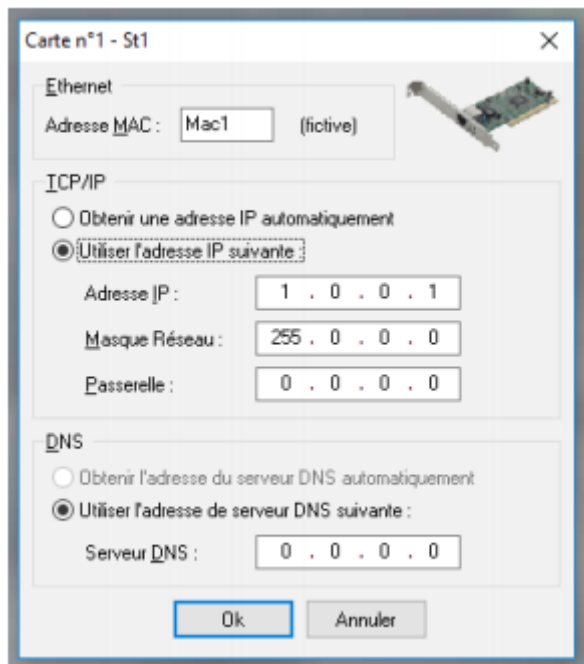 Carte n°1 - St1
Ethernet
Adresse MAC : Mac1 (fictive)
TCP/IP
Obtenir une adresse IP automatiquement
Utiliser l'adresse IP suivante :
Adresse IP : 1 . 0 . 0 . 1
Masque Réseau : 255 . 0 . 0 . 0
Passerelle : 0 . 0 . 0 . 0
DNS
Obtenir l'adresse du serveur DNS automatiquement
Utiliser l'adresse de serveur DNS suivante :
Serveur DNS : 0 . 0 . 0 . 0
Ok Annuler